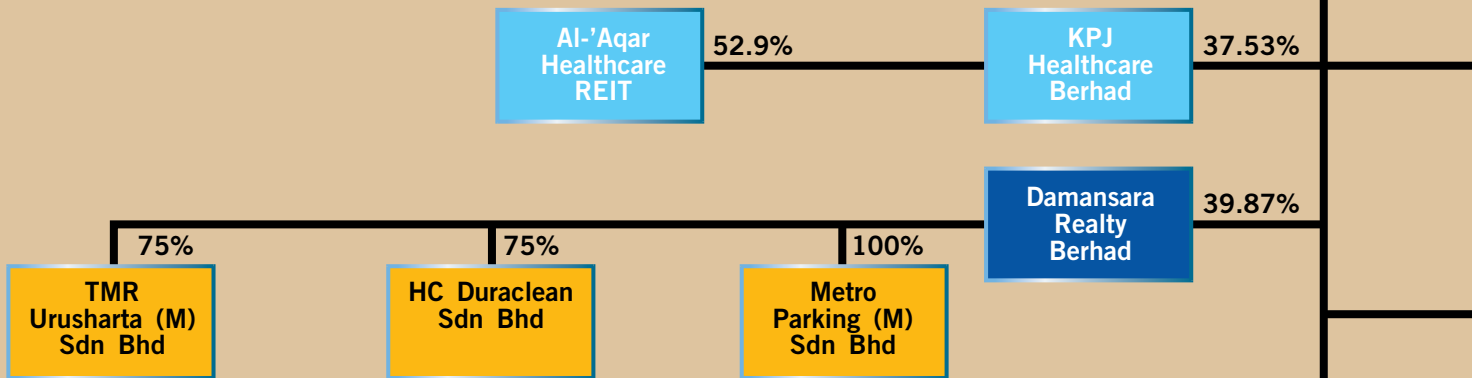 Al-'Aqar
Healthcare
REIT
52.9%
KPJ
Healthcare
Berhad
37.53%
Damansara
Realty
Berhad
39.87%
75%
75%
100%
TMR
Urusharta (M)
Sdn Bhd
HC Duraclean
Sdn Bhd
Metro
Parking (M)
Sdn Bhd